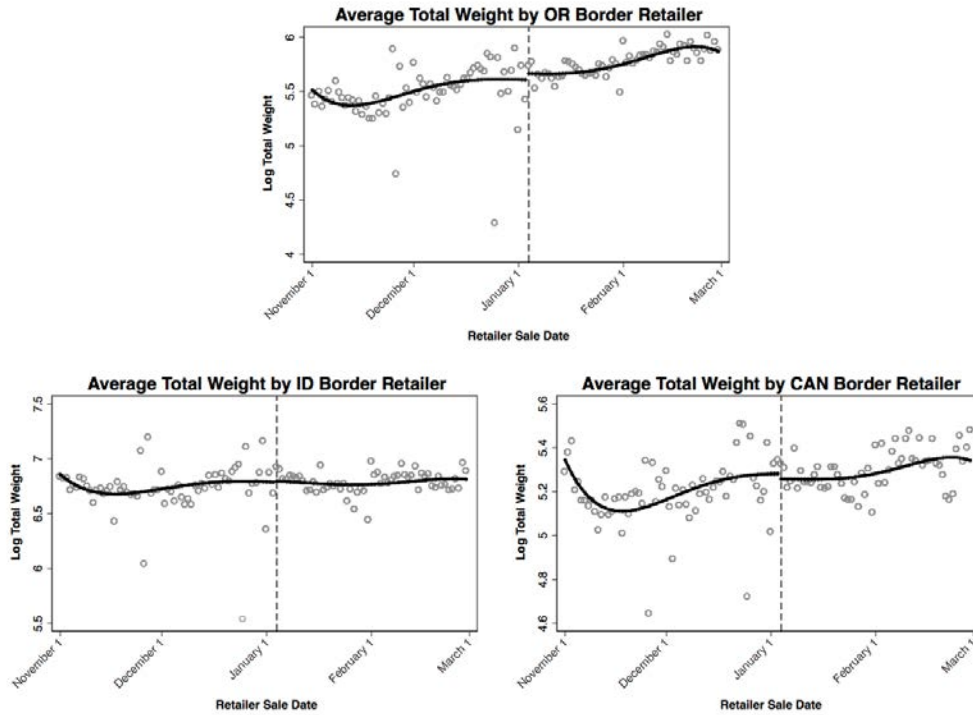 Average Total Weight by OR Border Retailer
Log Total Weight
6
5.5
5
4.5
4
November 1
December 1
January 1
February 1
March 1
Retailer Sale Date
Average Total Weight by ID Border Retailer
Log Total Weight
7.5
7
6.5
6
5.5
November 1
December 1
January 1
February 1
March 1
Retailer Sale Date
Average Total Weight by CAN Border Retailer
Log Total Weight
5.6
5.4
5.2
5
4.8
4.6
November 1
December 1
January 1
February 1
March 1
Retailer Sale Date